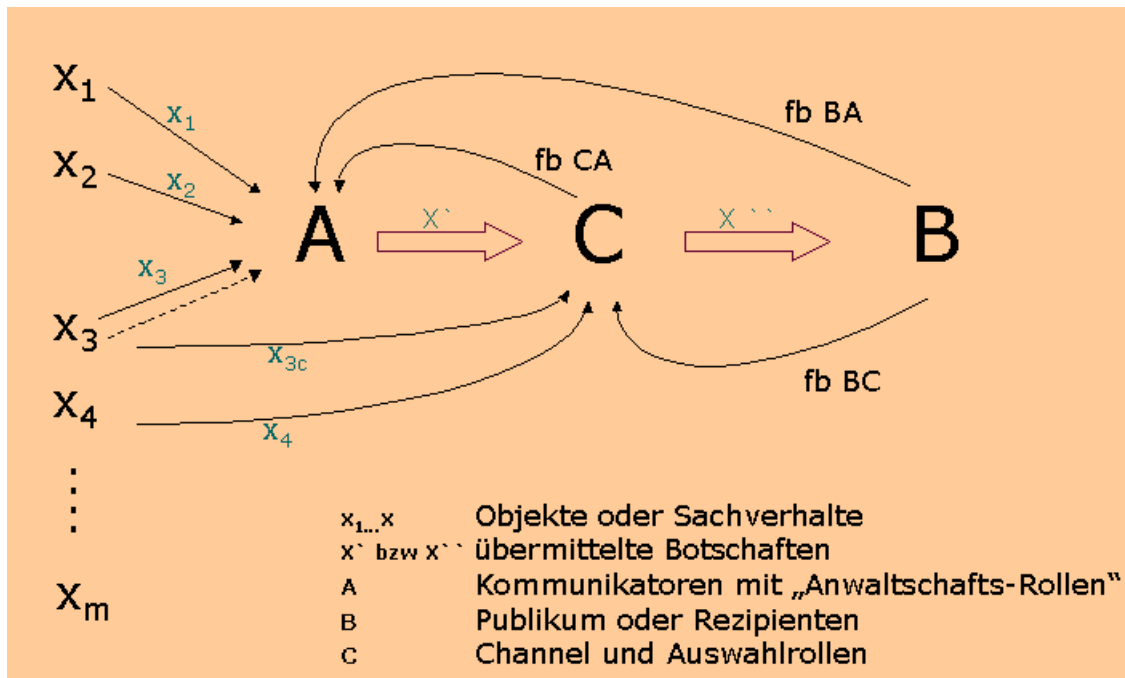 X₁
x₁
fb BA
X₂
x₂
fb CA
A
X`
C
X ``
B
x₃
X₃
x₃c
fb BC
X₄
x₄
Xm
x₁...x Objekte oder Sachverhalte
X` bzw X`` übermittelte Botschaften
A Kommunikatoren mit „Anwaltschafts-Rollen“
B Publikum oder Rezipienten
C Channel und Auswahlrollen